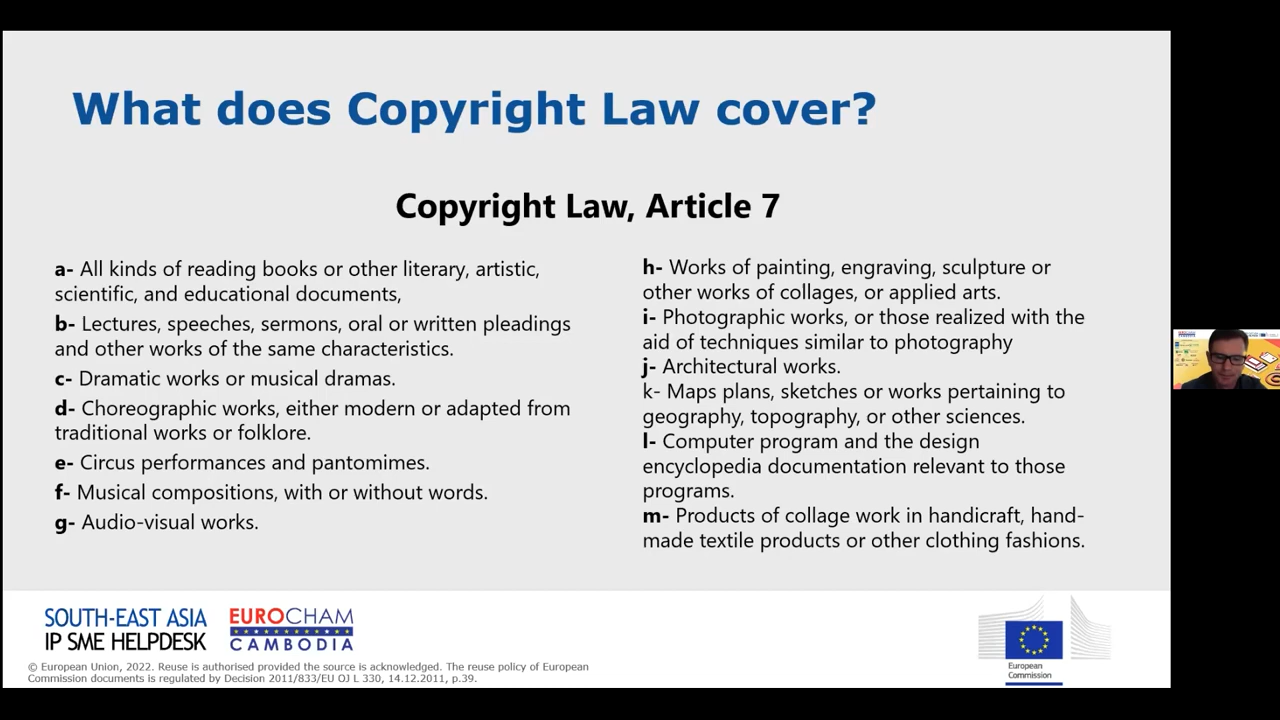 What does Copyright Law cover?
Copyright Law, Article 7
a- All kinds of reading books or other literary, artistic,
scientific, and educational documents,
b- Lectures, speeches, sermons, oral or written pleadings
and other works of the same characteristics.
c- Dramatic works or musical dramas.
d- Choreographic works, either modern or adapted from
traditional works or folklore.
e- Circus performances and pantomimes.
f- Musical compositions, with or without words.
g- Audio-visual works.
h- Works of painting, engraving, sculpture or
other works of collages, or applied arts.
i- Photographic works, or those realized with the
aid of techniques similar to photography
j- Architectural works.
k- Maps plans, sketches or works pertaining to
geography, topography, or other sciences.
l- Computer program and the design
encyclopedia documentation relevant to those
programs.
m- Products of collage work in handicraft, hand-
made textile products or other clothing fashions.
SOUTH-EAST ASIA
IP SME HELPDESK
EUROCHAM
CAMBODIA
European
Commission
© European Union, 2022. Reuse is authorised provided the source is acknowledged. The reuse policy of European
Commission documents is regulated by Decision 2011/833/EU OJ L 330, 14.12.2011, p.39.